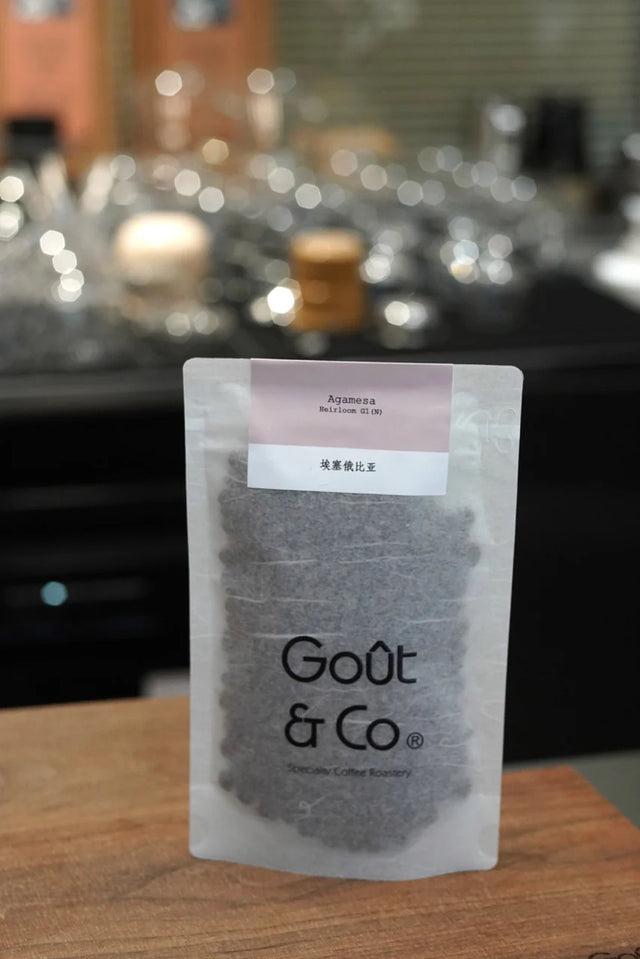 Agamesa
Heirloom G1(N)
埃塞俄比亚
Goût
& Co®
Specialty Coffee Roastery